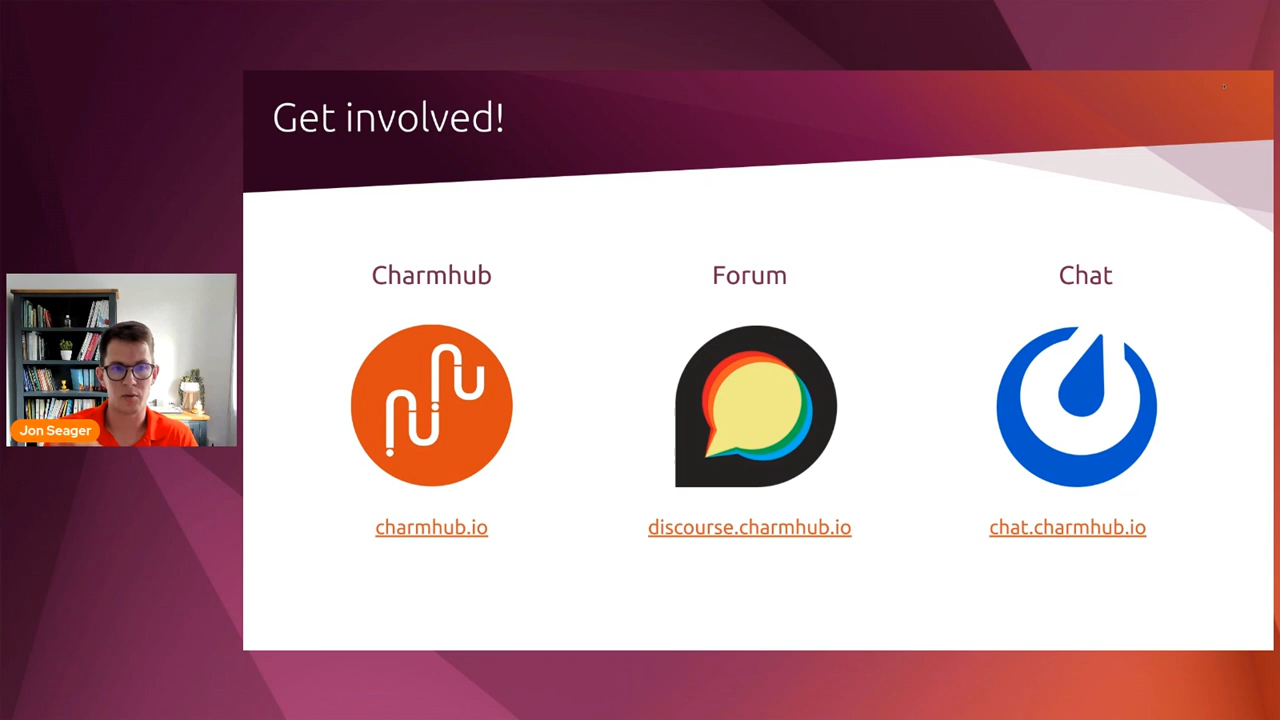 Get involved!
Charmhub
Forum
Chat
Jon Seager
charmhub.io
discourse.charmhub.io
chat.charmhub.io